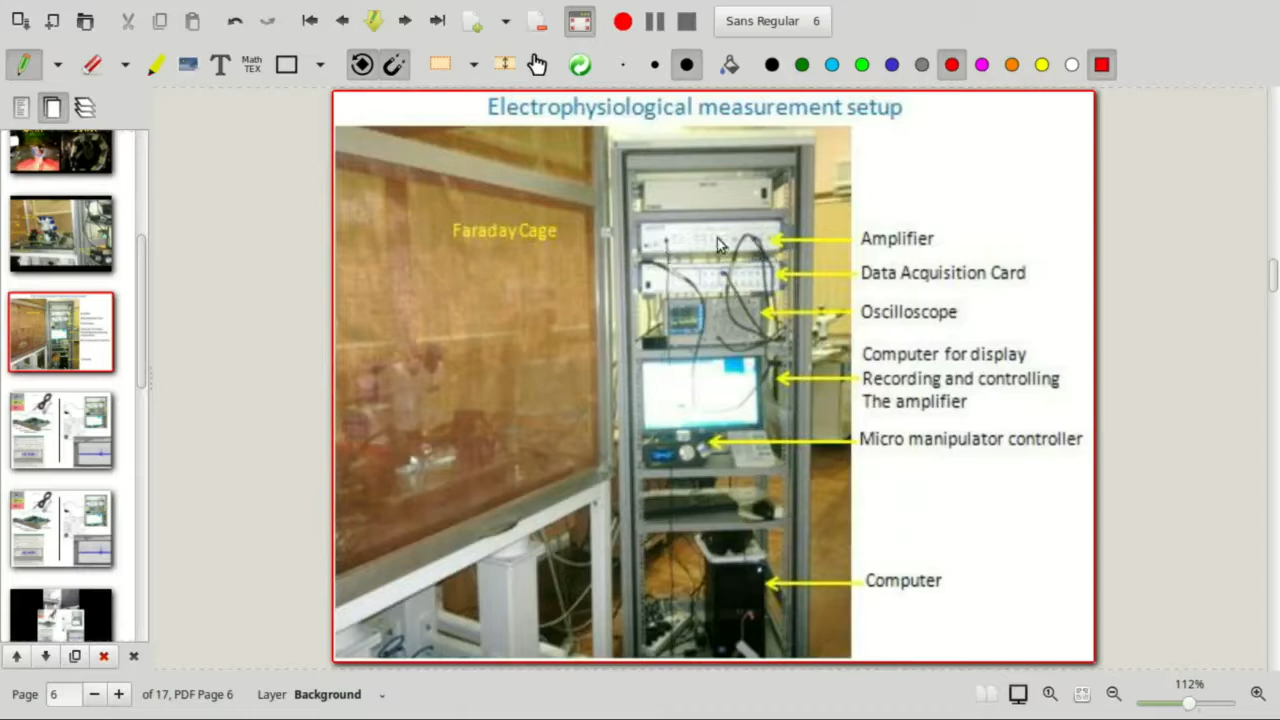 Sans Regular 6
Math
TEX
Electrophysiological measurement setup
Faraday Cage
Amplifier
Data Acquisition Card
Oscilloscope
Computer for display
Recording and controlling
The amplifier
Micro manipulator controller
Computer
Page 6 of 17, PDF Page 6 Layer Background
112%